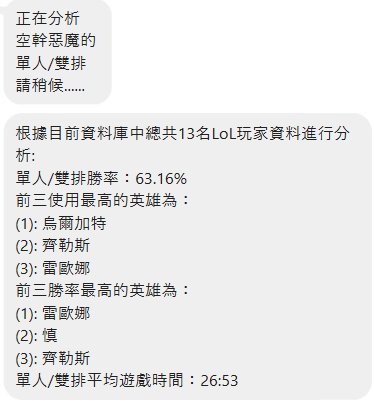 正在分析
空幹惡魔的
單人/雙排
請稍候......
根據目前資料庫中總共13名LoL玩家資料進行分
析:
單人/雙排勝率：63.16%
前三使用最高的英雄為：
(1): 烏爾加特
(2): 齊勒斯
(3): 雷歐娜
前三勝率最高的英雄為：
(1): 雷歐娜
(2): 慎
(3): 齊勒斯
單人/雙排平均遊戲時間：26:53